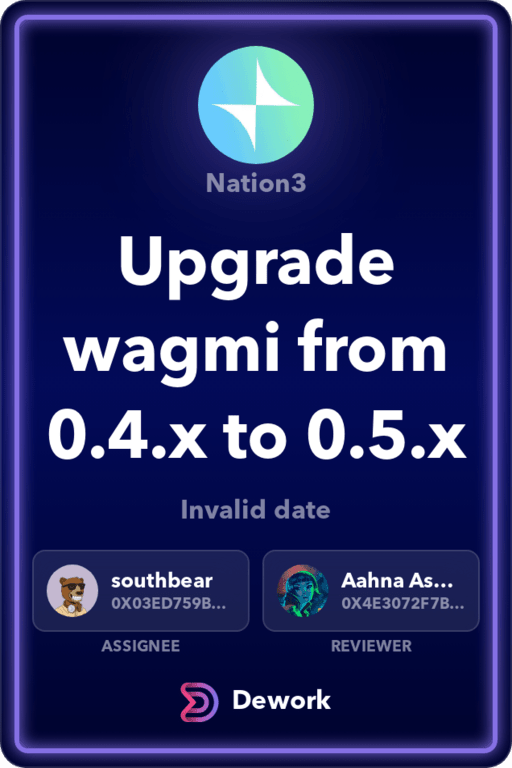 Nation3
Upgrade
wagmi from
0.4.x to 0.5.x
Invalid date
southbear
0X03ED759B...
Aahna As...
0X4E3072F7B...
ASSIGNEE
REVIEWER
Dework